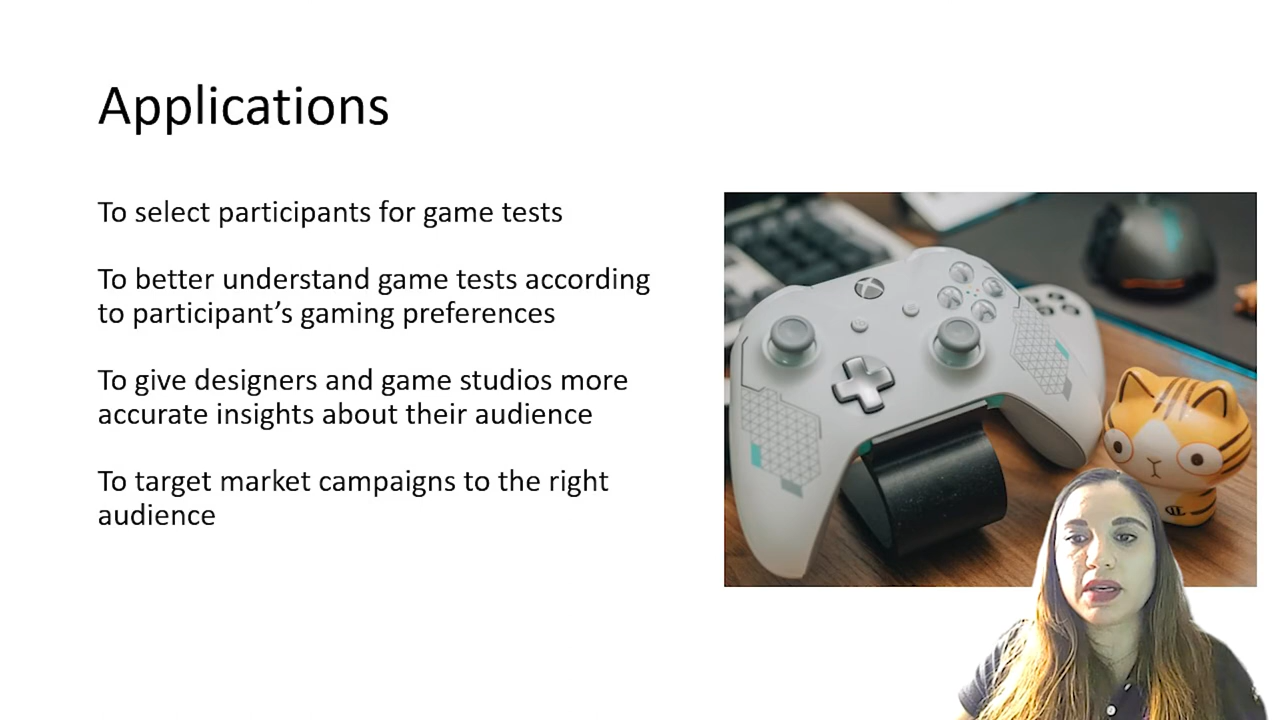 Applications
To select participants for game tests
To better understand game tests according
to participant’s gaming preferences
To give designers and game studios more
accurate insights about their audience
To target market campaigns to the right
audience